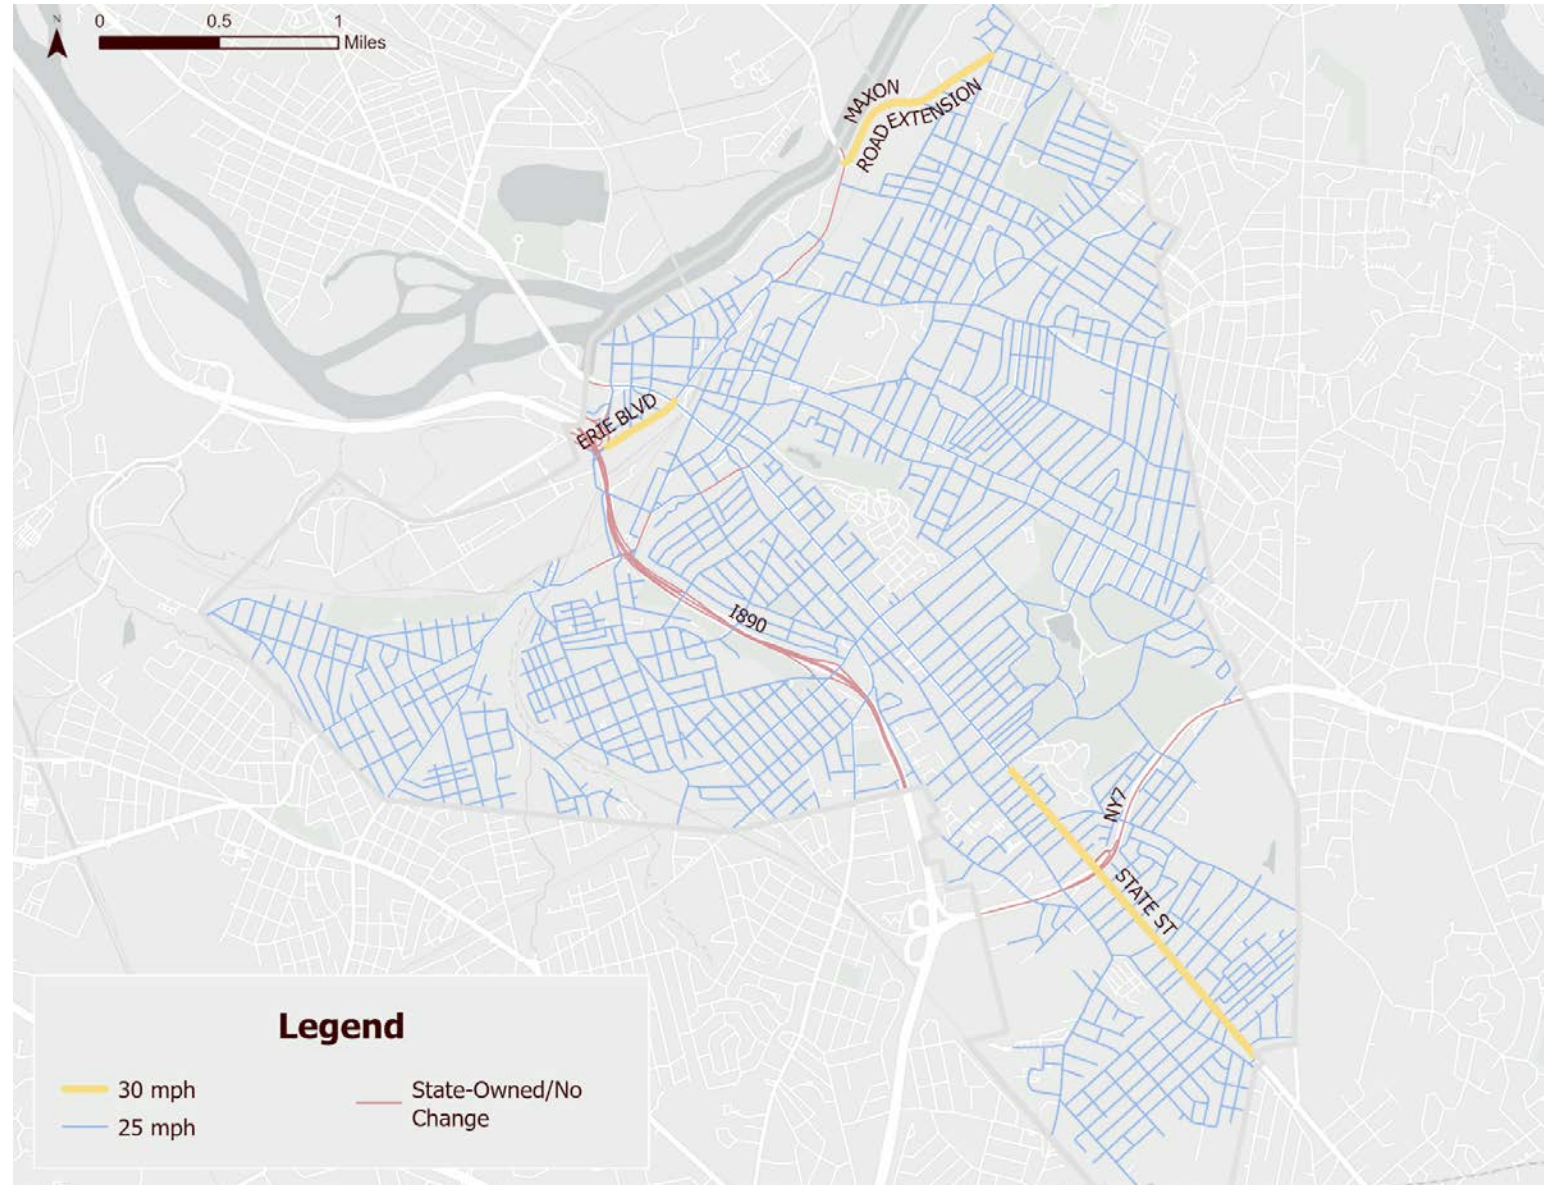 N
0 0.5 1
Miles
MAXON
ROAD EXTENSION
ERIE BLVD
I890
NY7
STATE ST
Legend
30 mph
25 mph
State-Owned/No
Change